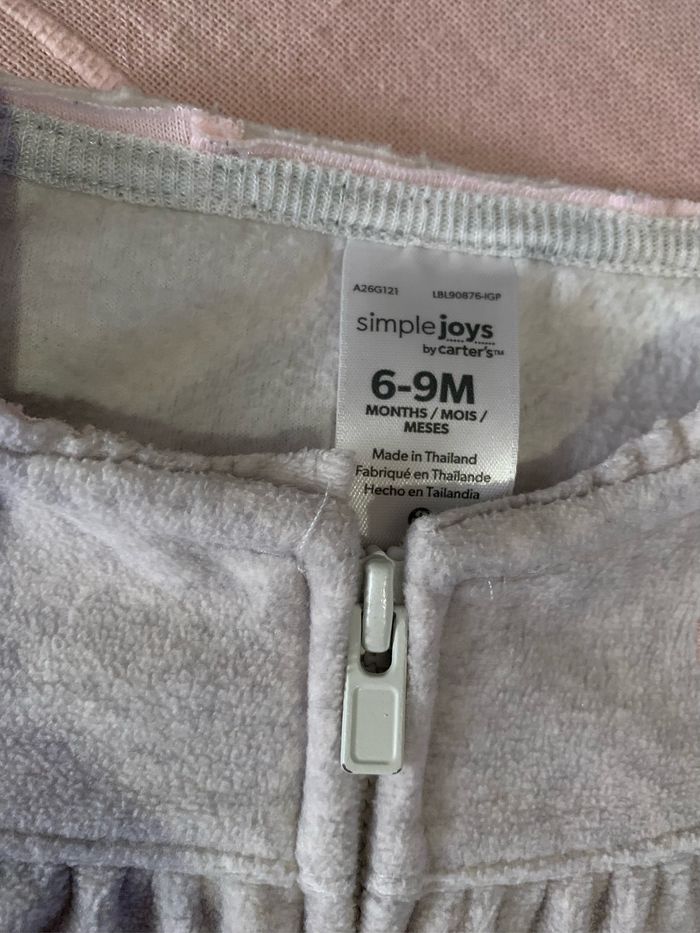 A26G121 LBL90876-IGP
simple joys
by carter's™
6-9M
MONTHS / MOIS /
MESES
Made in Thailand
Fabriqué en Thaïlande
Hecho en Tailandia